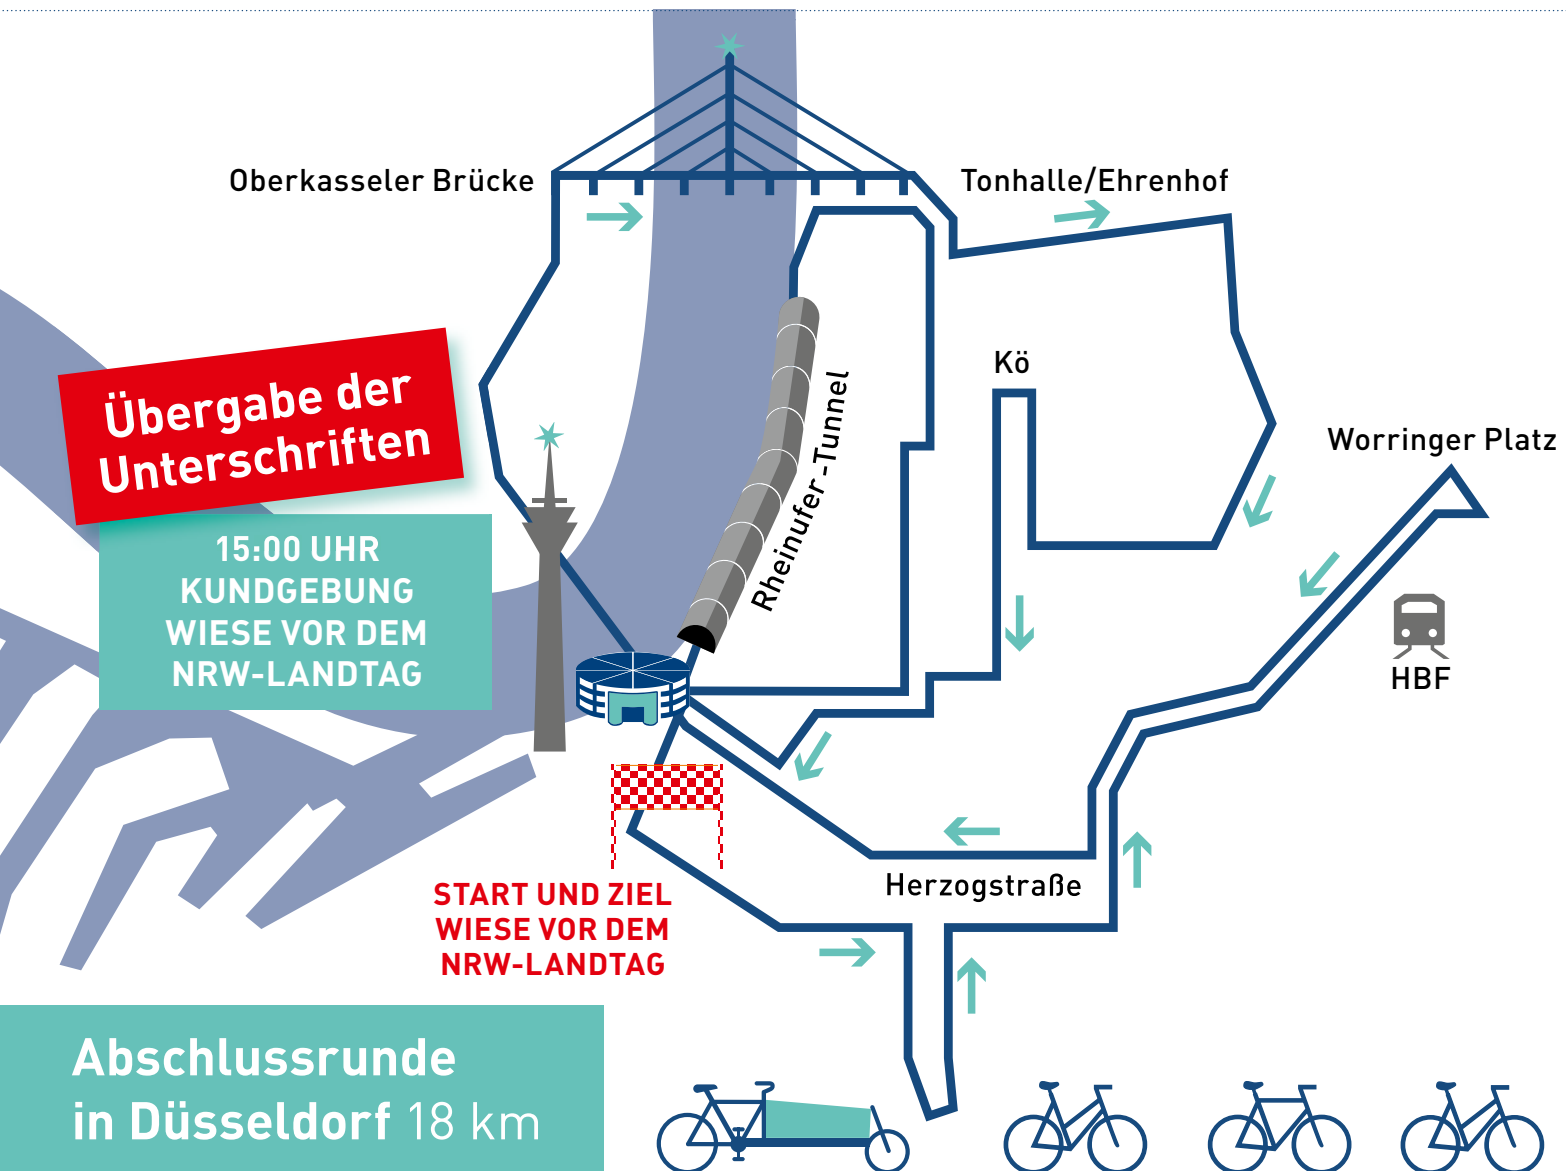 Oberkasseler Brücke
Tonhalle/Ehrenhof
Kö
Worringer Platz
Übergabe der
Unterschriften
15:00 UHR
KUNDGEBUNG
WIESE VOR DEM
NRW-LANDTAG
Rheinufer-Tunnel
HBF
Herzogstraße
START UND ZIEL
WIESE VOR DEM
NRW-LANDTAG
Abschlussrunde
in Düsseldorf 18 km